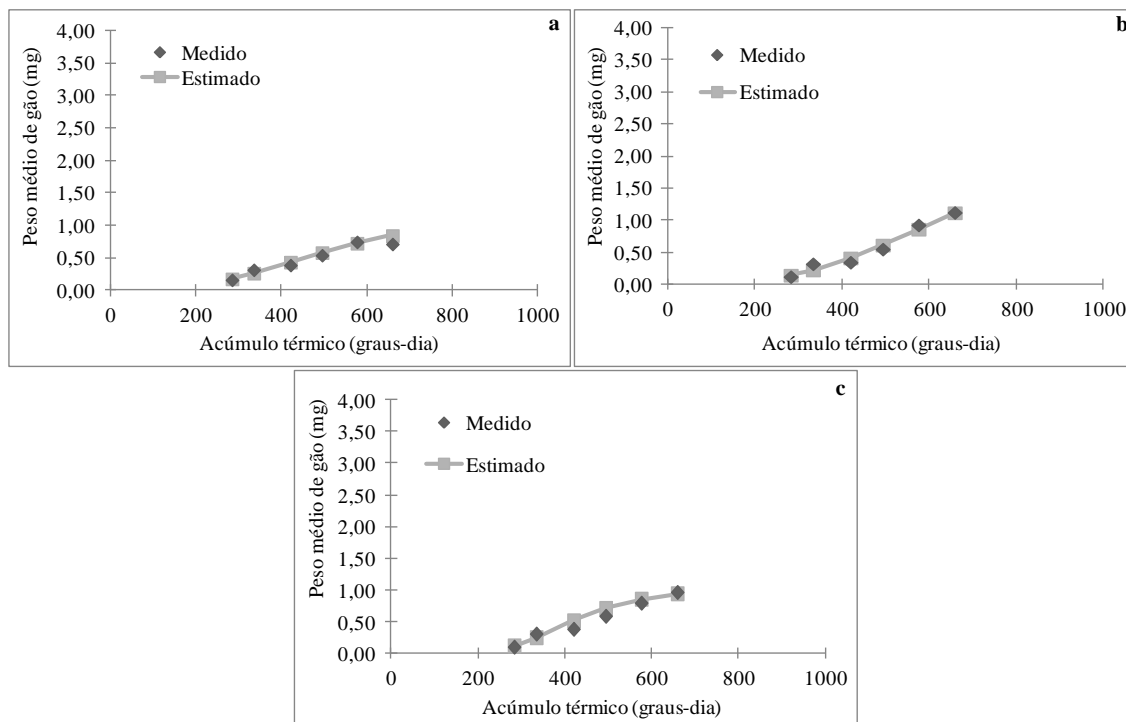 a
4,00
3,50
3,00
2,50
2,00
1,50
1,00
0,50
0,00
Peso médio de gão (mg)
Medido
Estimado
0 200 400 600 800 1000
Acúmulo térmico (graus-dia)
b
4,00
3,50
3,00
2,50
2,00
1,50
1,00
0,50
0,00
Peso médio de gão (mg)
Medido
Estimado
0 200 400 600 800 1000
Acúmulo térmico (graus-dia)
c
4,00
3,50
3,00
2,50
2,00
1,50
1,00
0,50
0,00
Peso médio de gão (mg)
Medido
Estimado
0 200 400 600 800 1000
Acúmulo térmico (graus-dia)